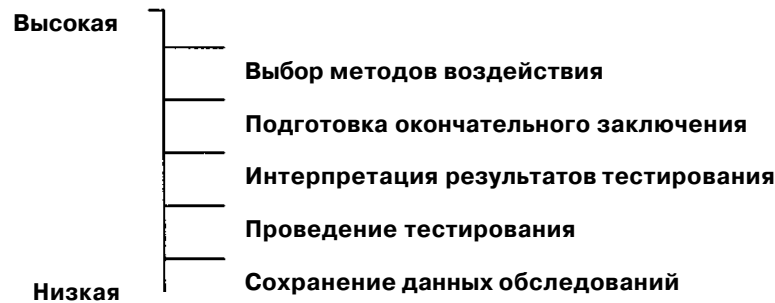 Высокая
Выбор методов воздействия
Подготовка окончательного заключения
Интерпретация результатов тестирования
Проведение тестирования
Сохранение данных обследований
Низкая